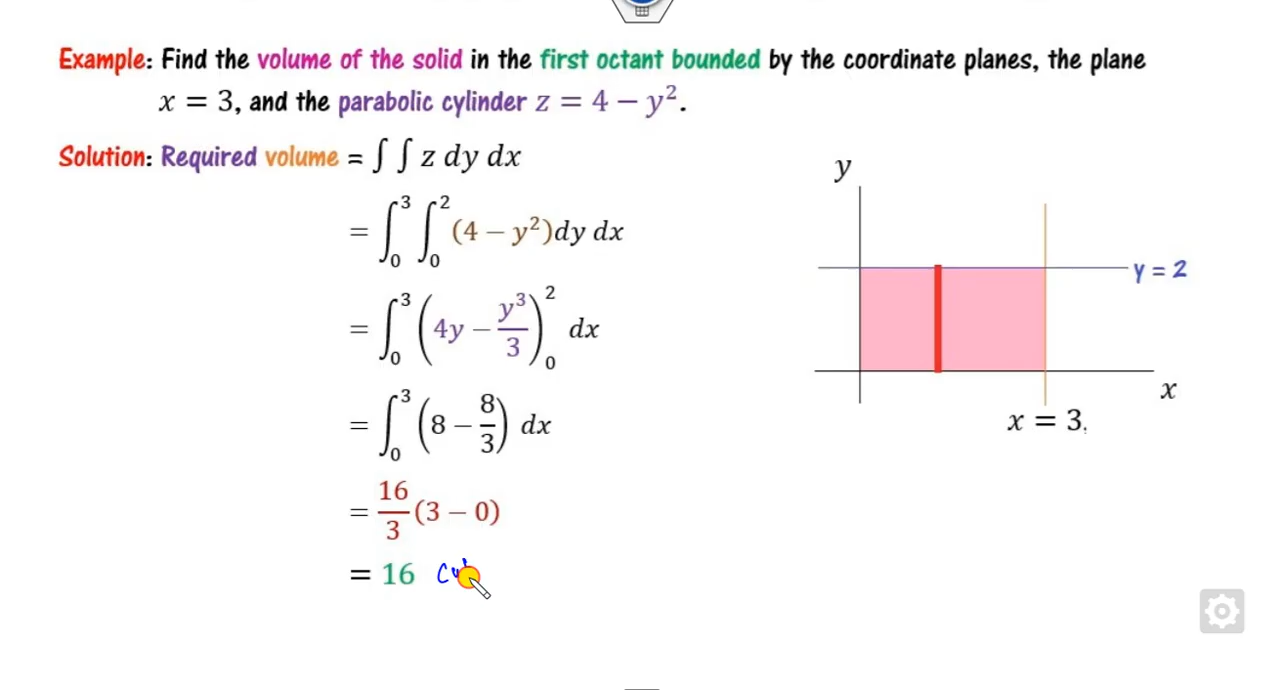 Example: Find the volume of the solid in the first octant bounded by the coordinate planes, the plane
x = 3, and the parabolic cylinder z = 4 − y².
Solution: Required volume = ∫ ∫ z dy dx
= ∫₀³ ∫₀² (4 − y²)dy dx
= ∫₀³ (4y − y³/3)₀² dx
= ∫₀³ (8 − 8/3) dx
= 16/3 (3 − 0)
= 16
y
y = 2
x
x = 3,